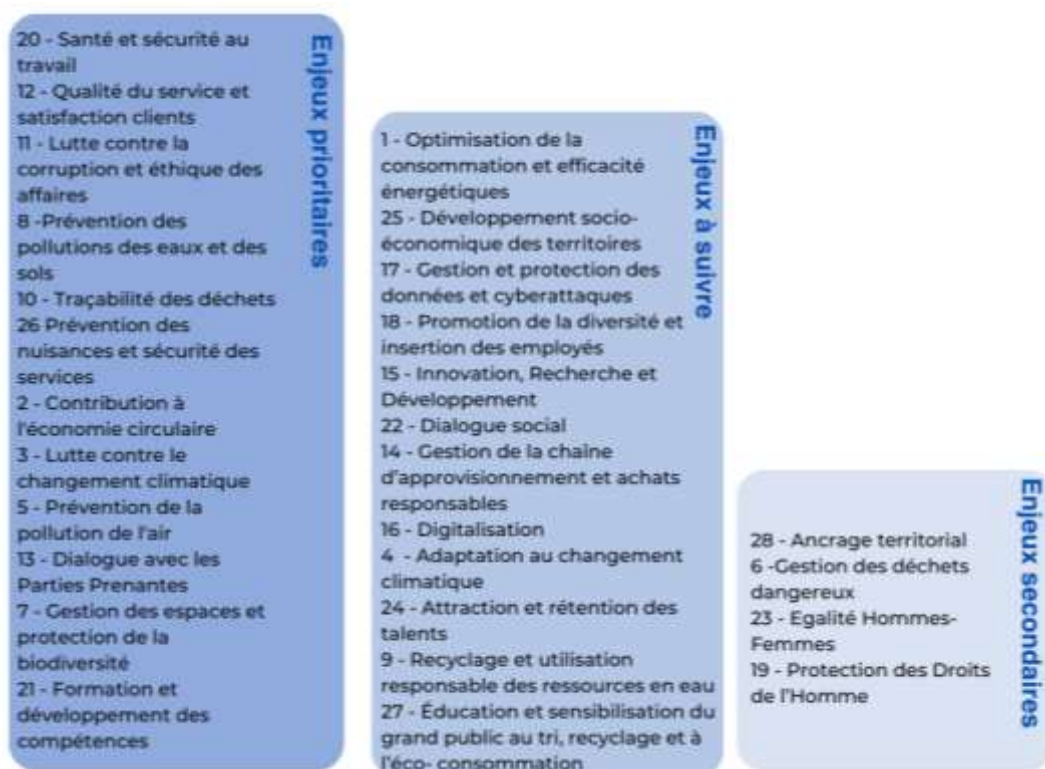 Enjeux prioritaires
20 - Santé et sécurité au
travail
12 - Qualité du service et
satisfaction clients
11 - Lutte contre la
corruption et éthique des
affaires
8 -Prévention des
pollutions des eaux et des
sols
10 - Traçabilité des déchets
26 Prévention des
nuisances et sécurité des
services
2 - Contribution à
l'économie circulaire
3 - Lutte contre le
changement climatique
5 - Prévention de la
pollution de l'air
13 - Dialogue avec les
Parties Prenantes
7 - Gestion des espaces et
protection de la
biodiversité
21 - Formation et
développement des
compétences
Enjeux à suivre
1 - Optimisation de la
consommation et efficacité
énergétiques
25 - Développement socio-
économique des territoires
17 - Gestion et protection des
données et cyberattaques
18 - Promotion de la diversité et
insertion des employés
15 - Innovation, Recherche et
Développement
22 - Dialogue social
14 - Gestion de la chaîne
d'approvisionnement et achats
responsables
16 - Digitalisation
4 - Adaptation au changement
climatique
24 - Attraction et rétention des
talents
9 - Recyclage et utilisation
responsable des ressources en eau
27 - Éducation et sensibilisation du
grand public au tri, recyclage et à
l'éco- consommation
Enjeux secondaires
28 - Ancrage territorial
6 -Gestion des déchets
dangereux
23 - Egalité Hommes-
Femmes
19 - Protection des Droits
de l'Homme